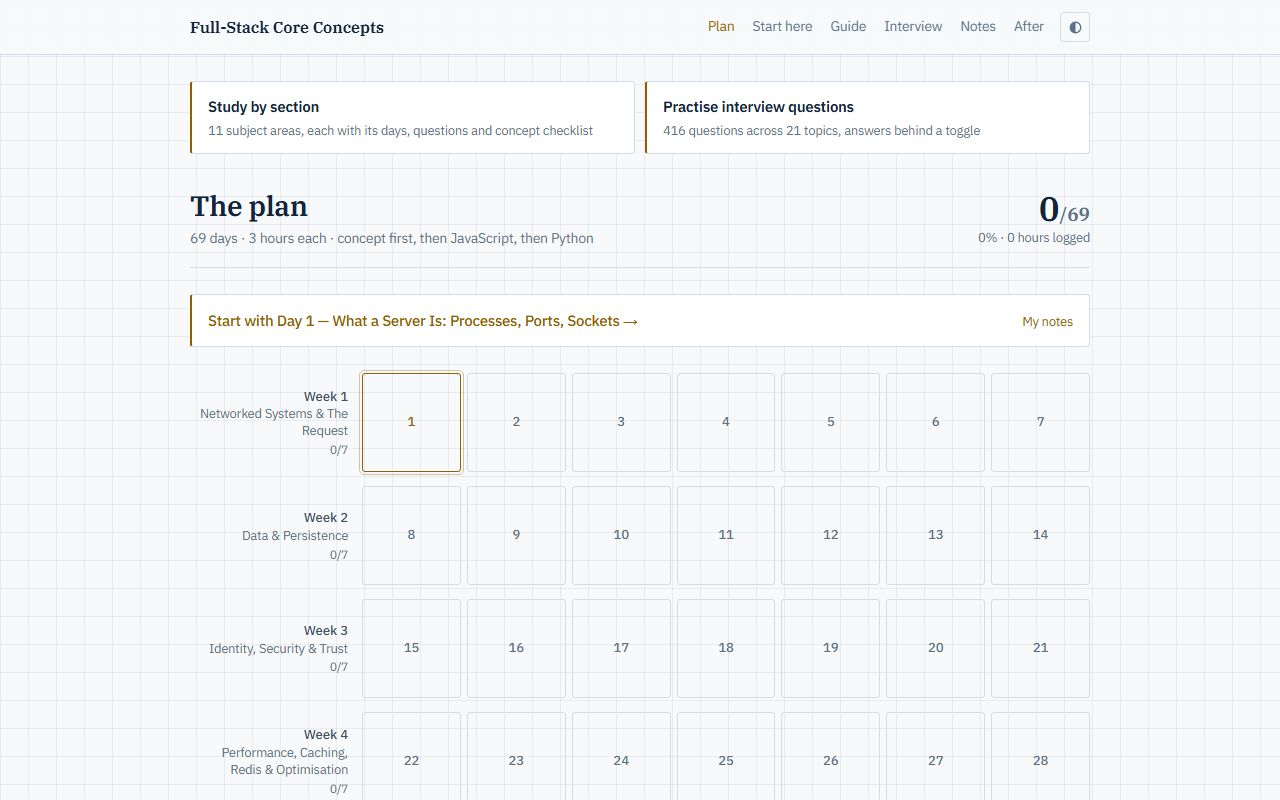 Full-Stack Core Concepts
Plan Start here Guide Interview Notes After
Study by section
11 subject areas, each with its days, questions and concept checklist
Practise interview questions
416 questions across 21 topics, answers behind a toggle
The plan
69 days · 3 hours each · concept first, then JavaScript, then Python
0/69
0% · 0 hours logged
Start with Day 1 — What a Server Is: Processes, Ports, Sockets →
My notes
Week 1
Networked Systems & The
Request
0/7
1 2 3 4 5 6 7
Week 2
Data & Persistence
0/7
8 9 10 11 12 13 14
Week 3
Identity, Security & Trust
0/7
15 16 17 18 19 20 21
Week 4
Performance, Caching,
Redis & Optimisation
0/7
22 23 24 25 26 27 28